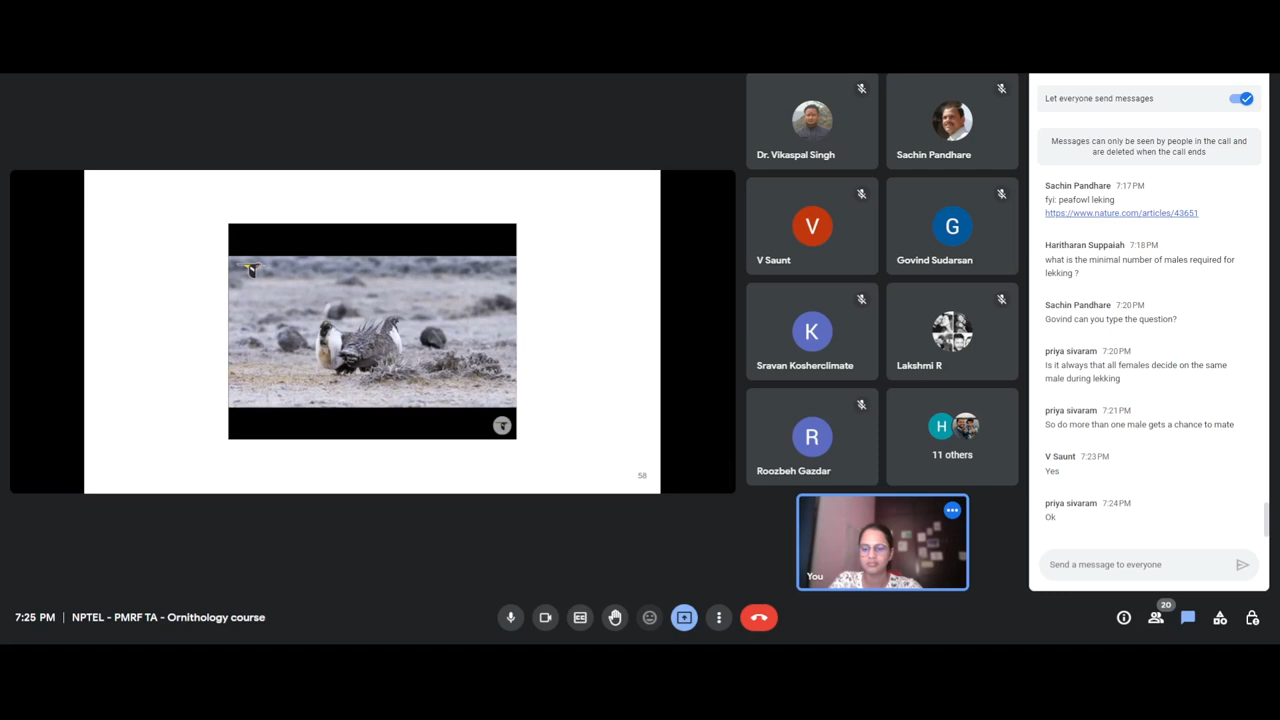 58
Dr. Vikaspal Singh
Sachin Pandhare
V
V Saunt
G
Govind Sudarsan
K
Sravan Kosherclimate
Lakshmi R
R
Roozbeh Gazdar
H
11 others
You
Let everyone send messages
Messages can only be seen by people in the call and
are deleted when the call ends
Sachin Pandhare 7:17 PM
fyi: peafowl leking
https://www.nature.com/articles/43651
Haritharan Suppaiah 7:18 PM
what is the minimal number of males required for
lekking ?
Sachin Pandhare 7:20 PM
Govind can you type the question?
priya sivaram 7:20 PM
Is it always that all females decide on the same
male during lekking
priya sivaram 7:21 PM
So do more than one male gets a chance to mate
V Saunt 7:23 PM
Yes
priya sivaram 7:24 PM
Ok
Send a message to everyone
7:25 PM | NPTEL - PMRF TA - Ornithology course
20